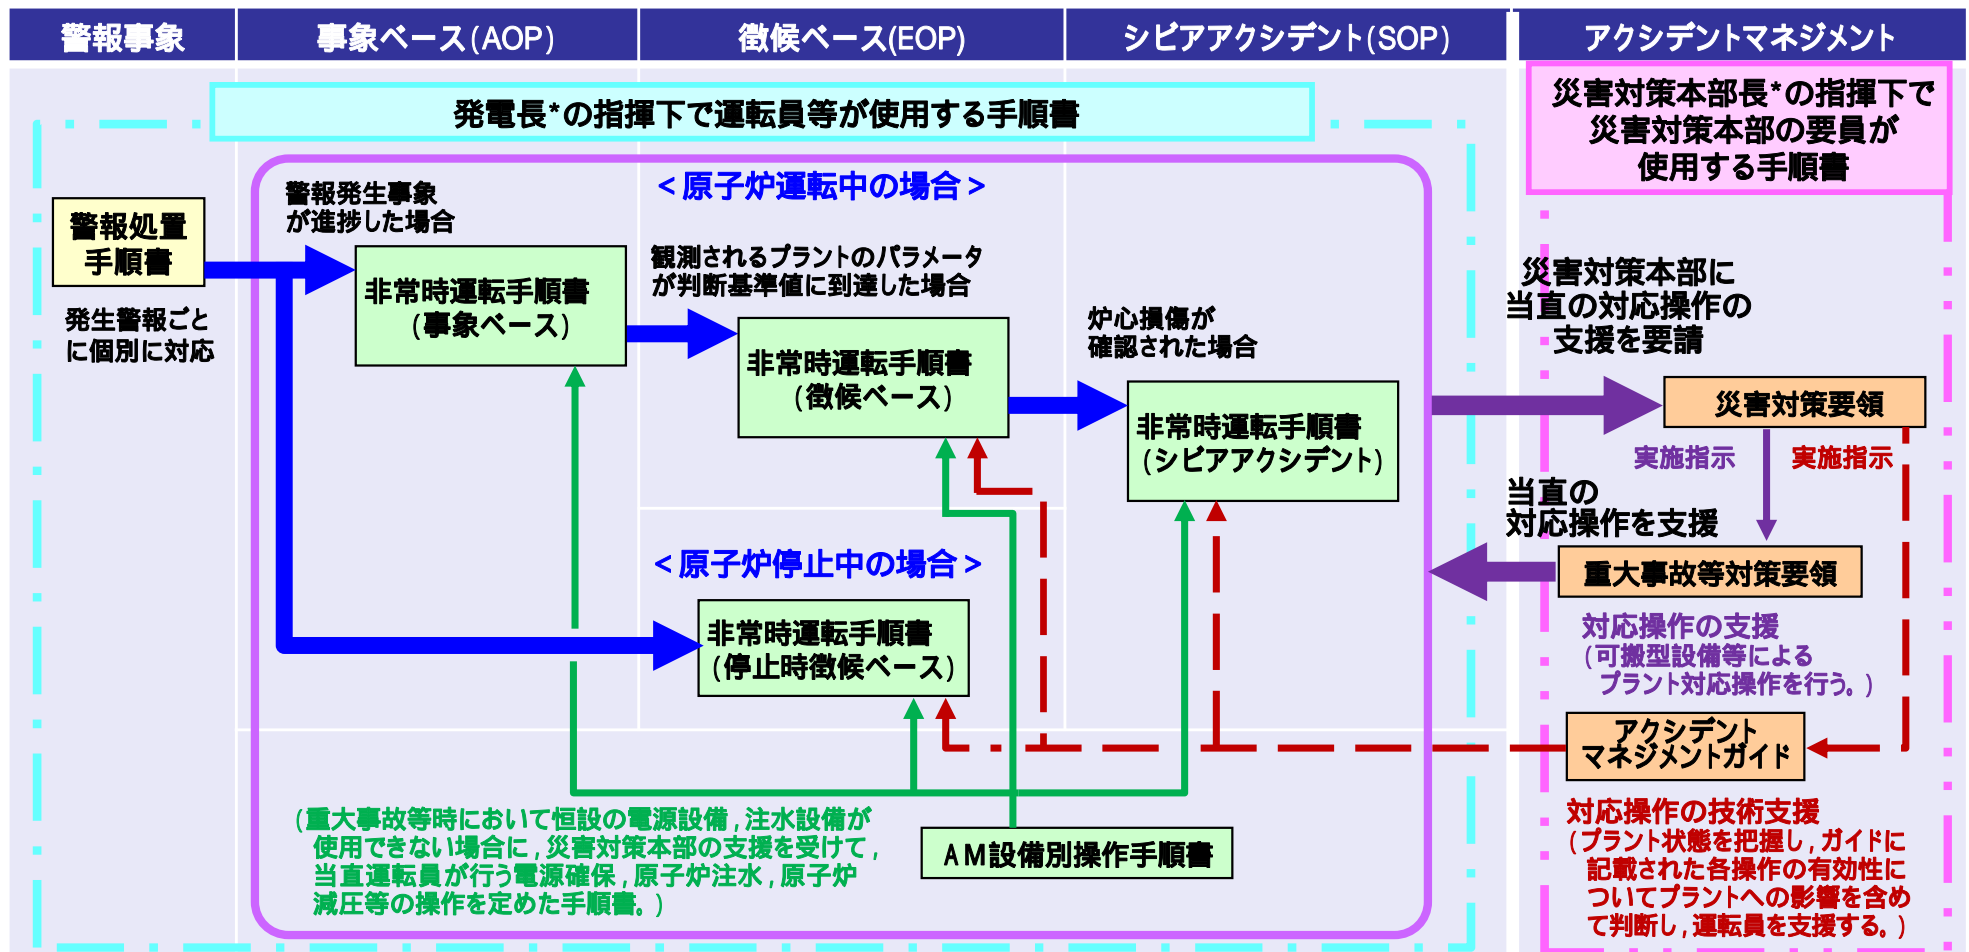 警報事象
事象ベース(AOP)
徴候ベース(EOP)
シビアアクシデント(SOP)
アクシデントマネジメント
発電長*の指揮下で運転員等が使用する手順書
災害対策本部長*の指揮下で
災害対策本部の要員が
使用する手順書
警報処置
手順書
発生警報ごと
に個別に対応
警報発生事象
が進捗した場合
<原子炉運転中の場合>
非常時運転手順書
(事象ベース)
観測されるプラントのパラメータ
が判断基準値に到達した場合
非常時運転手順書
(徴候ベース)
炉心損傷が
確認された場合
非常時運転手順書
(シビアアクシデント)
災害対策本部に
当直の対応操作の
支援を要請
災害対策要領
実施指示
実施指示
当直の
対応操作を支援
重大事故等対策要領
対応操作の支援
(可搬型設備等による
プラント対応操作を行う。)
<原子炉停止中の場合>
非常時運転手順書
(停止時徴候ベース)
アクシデント
マネジメントガイド
対応操作の技術支援
(プラント状態を把握し,ガイドに
記載された各操作の有効性に
ついてプラントへの影響を含め
て判断し,運転員を支援する。)
(重大事故等時において恒設の電源設備,注水設備が
使用できない場合に,災害対策本部の支援を受けて,
当直運転員が行う電源確保,原子炉注水,原子炉
減圧等の操作を定めた手順書。)
AM設備別操作手順書